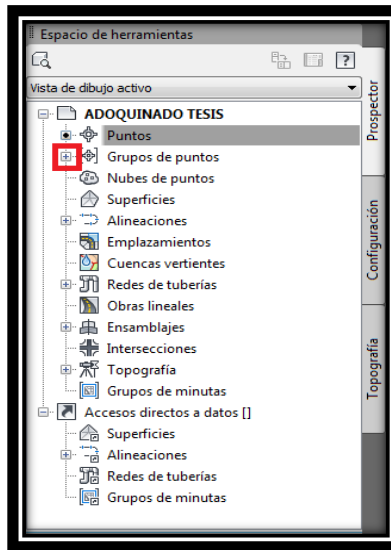 Espacio de herramientas
Vista de dibujo activo
ADOQUINADO TESIS
Puntos
Grupos de puntos
Nubes de puntos
Superficies
Alineaciones
Emplazamientos
Cuencas vertientes
Redes de tuberías
Obras lineales
Ensamblajes
Intersecciones
Topografía
Grupos de minutas
Accesos directos a datos []
Superficies
Alineaciones
Redes de tuberías
Grupos de minutas
Prospector
Configuración
Topografía